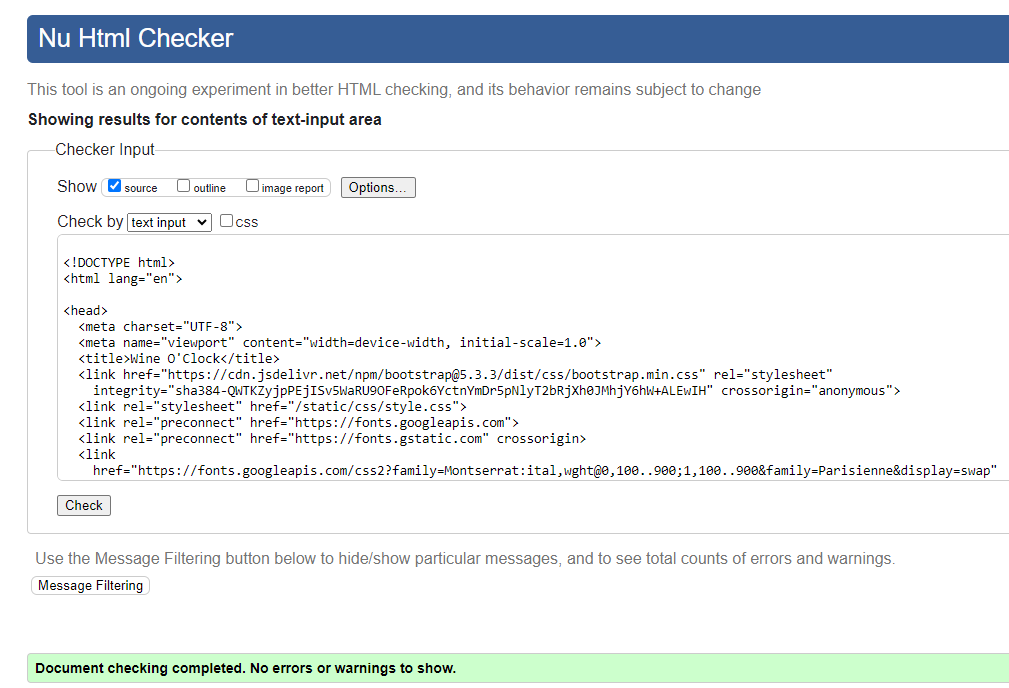 Nu Html Checker
This tool is an ongoing experiment in better HTML checking, and its behavior remains subject to change
Showing results for contents of text-input area
Checker Input
Show source outline image report Options...
Check by text input css
<!DOCTYPE html>
<html lang="en">
<head>
<meta charset="UTF-8">
<meta name="viewport" content="width=device-width, initial-scale=1.0">
<title>Wine O'Clock</title>
<link href="https://cdn.jsdelivr.net/npm/bootstrap@5.3.3/dist/css/bootstrap.min.css" rel="stylesheet"
integrity="sha384-QWTKZyjpPEjISv5WaRU9OFeRpok6YctnYmDr5pNlyT2bRjXh0JMhjY6hW+ALEwIH" crossorigin="anonymous">
<link rel="stylesheet" href="/static/css/style.css">
<link rel="preconnect" href="https://fonts.googleapis.com">
<link rel="preconnect" href="https://fonts.gstatic.com" crossorigin>
<link
href="https://fonts.googleapis.com/css2?family=Montserrat:ital,wght@0,100..900;1,100..900&family=Parisienne&display=swap"
Check
Use the Message Filtering button below to hide/show particular messages, and to see total counts of errors and warnings.
Message Filtering
Document checking completed. No errors or warnings to show.